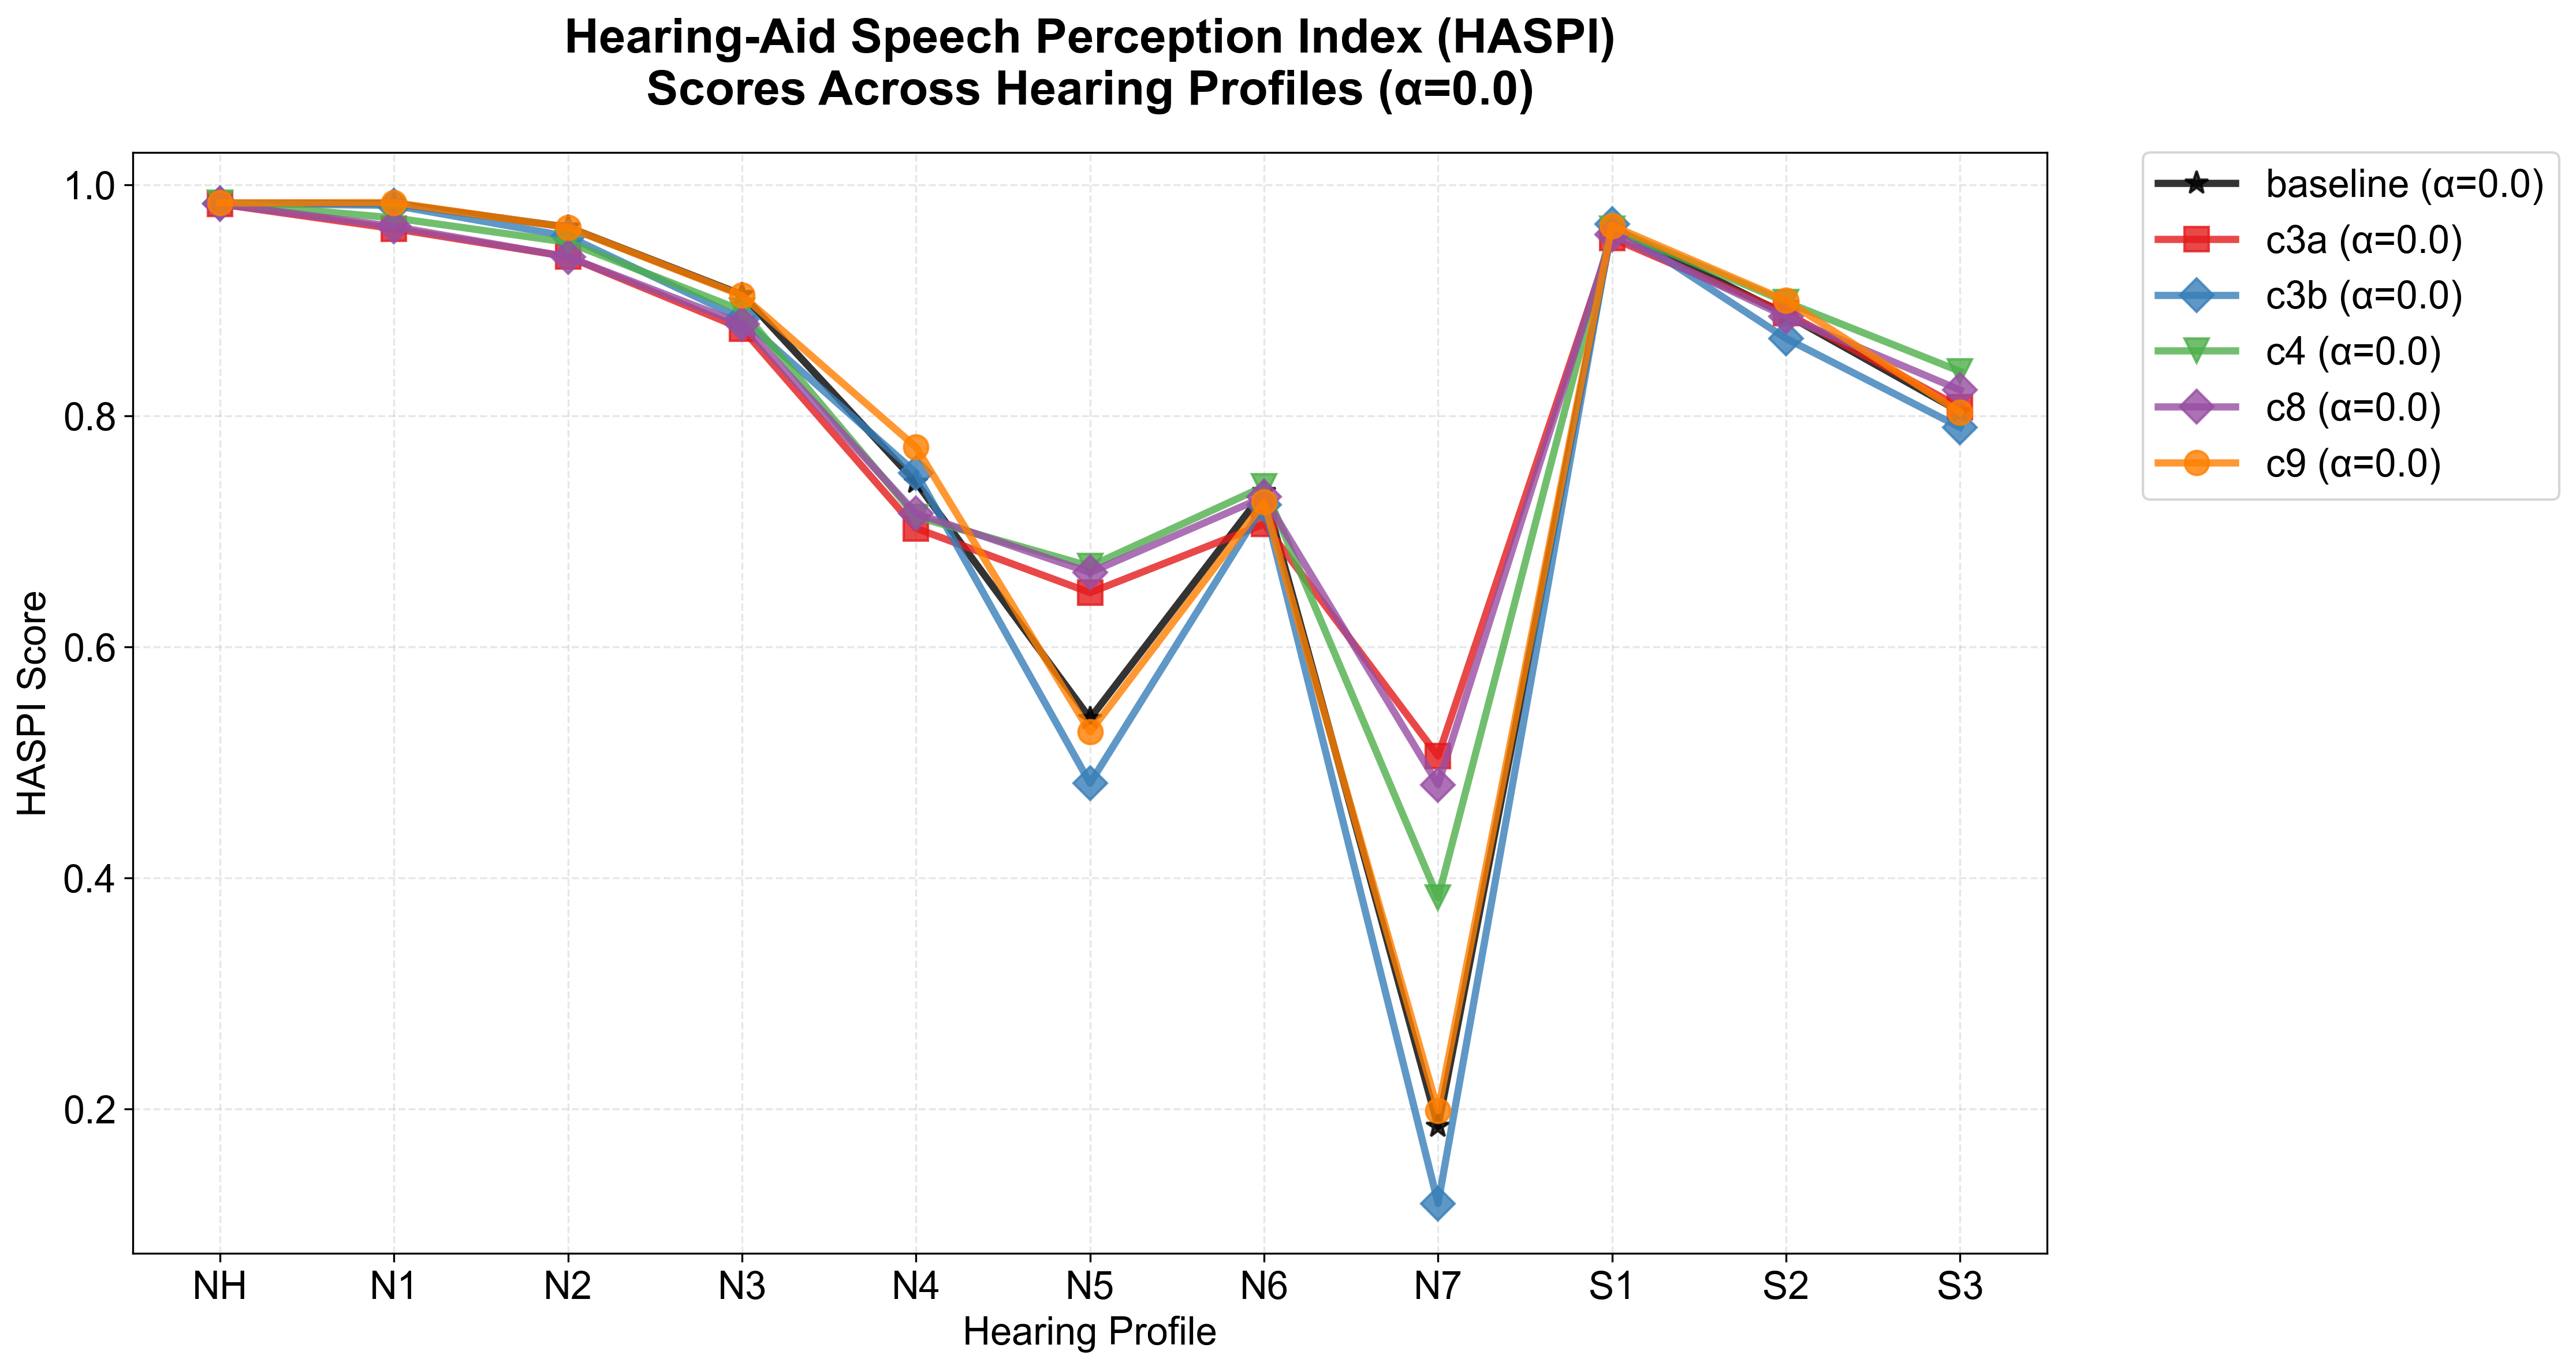 Hearing-Aid Speech Perception Index (HASPI)
Scores Across Hearing Profiles (α=0.0)
HASPI Score
1.0
0.8
0.6
0.4
0.2
NH N1 N2 N3 N4 N5 N6 N7 S1 S2 S3
Hearing Profile
baseline (α=0.0)
c3a (α=0.0)
c3b (α=0.0)
c4 (α=0.0)
c8 (α=0.0)
c9 (α=0.0)